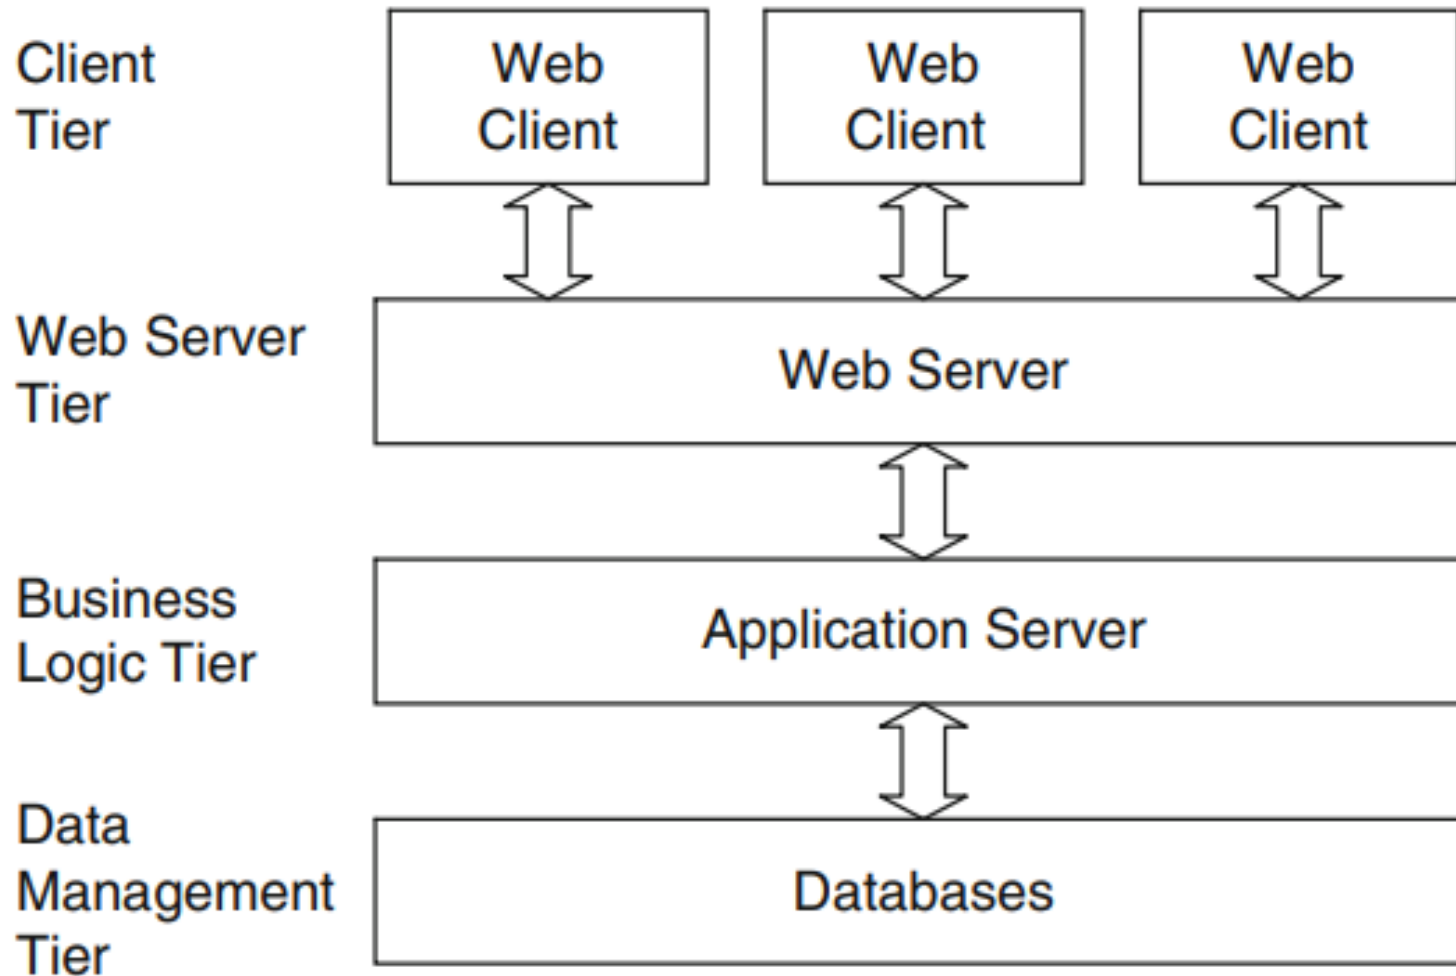 Client
Tier
Web
Client
Web
Client
Web
Client
Web Server
Tier
Web Server
Business
Logic Tier
Application Server
Data
Management
Tier
Databases